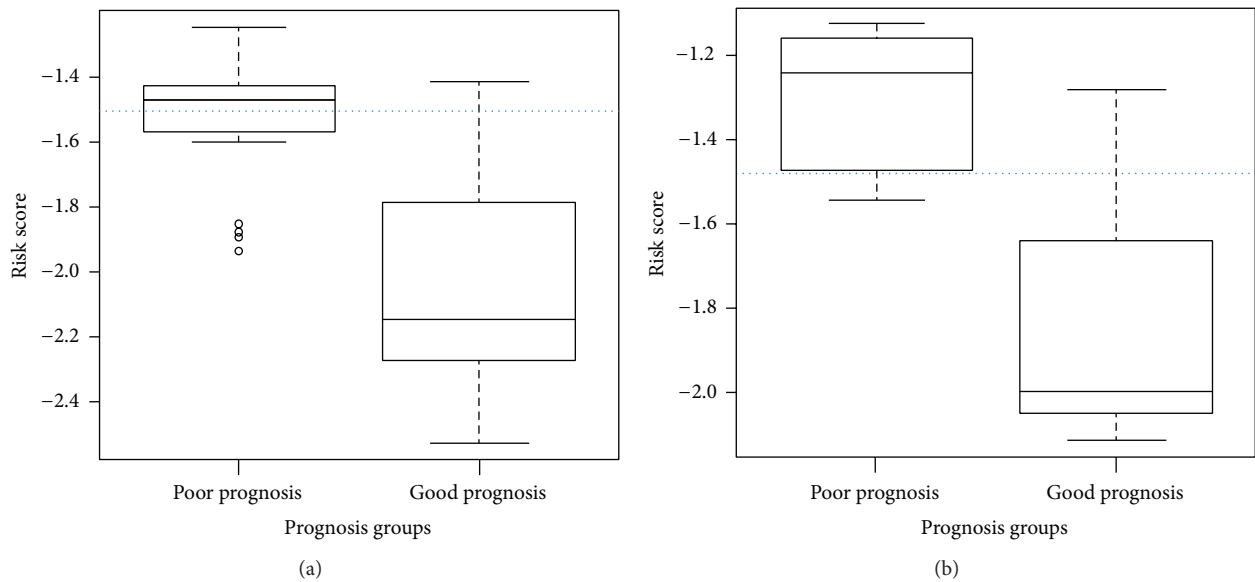 −1.4
−1.6
−1.8
−2.0
−2.2
−2.4
Risk score
Poor prognosis
Good prognosis
Prognosis groups
(a)
−1.2
−1.4
−1.6
−1.8
−2.0
Risk score
Poor prognosis
Good prognosis
Prognosis groups
(b)